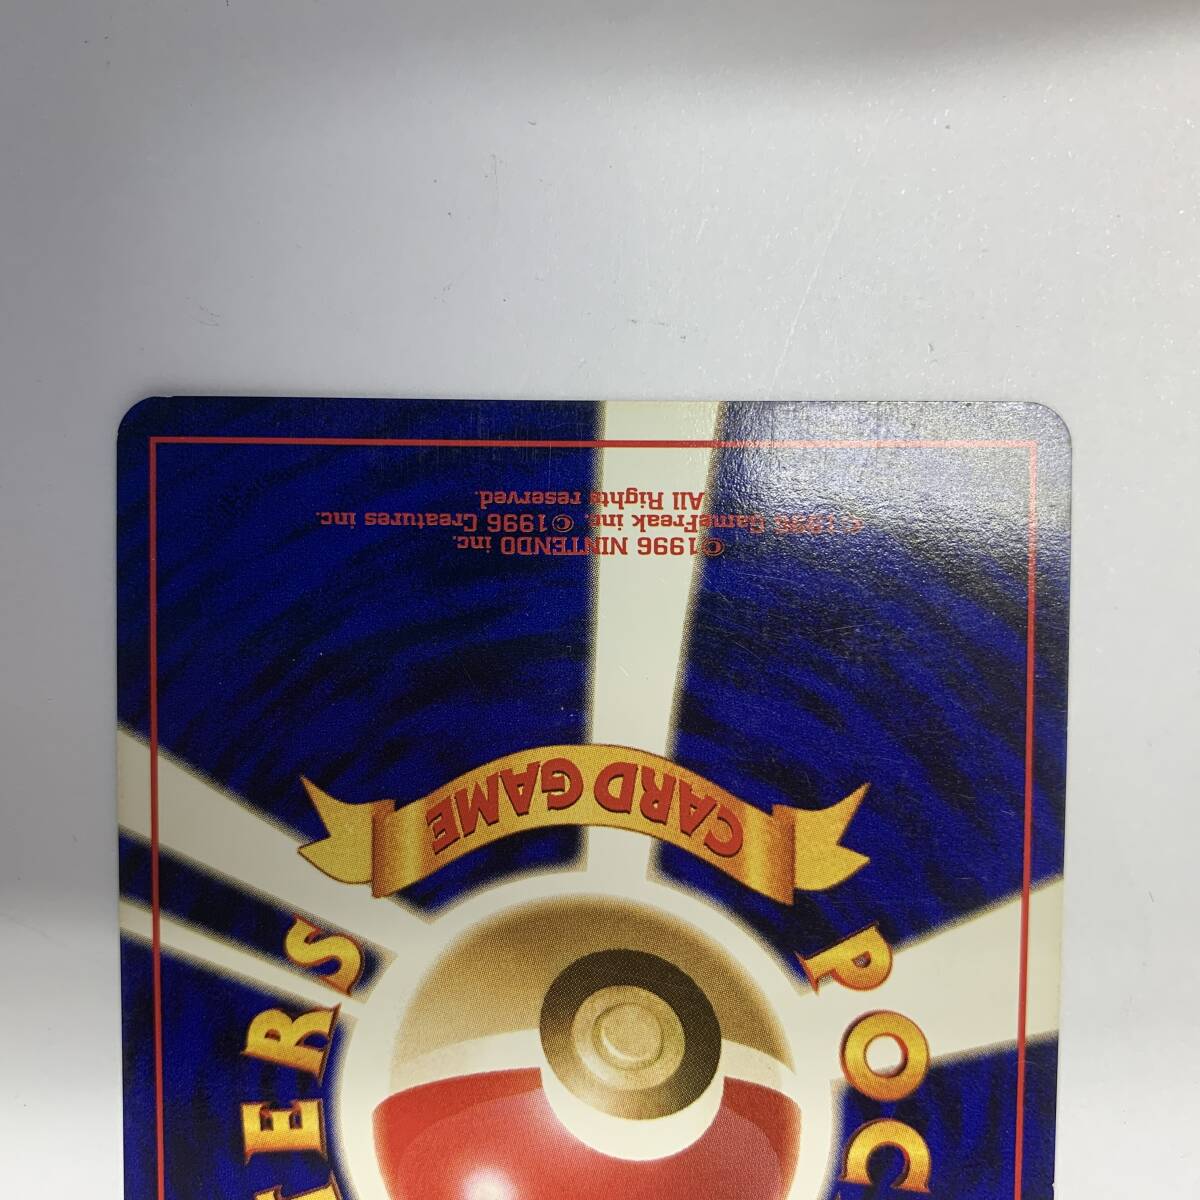 POC
ERS
CARD GAME
©1996 NINTENDO inc.
©1996 GameFreak inc. ©1996 Creatures inc.
All Rights reserved.